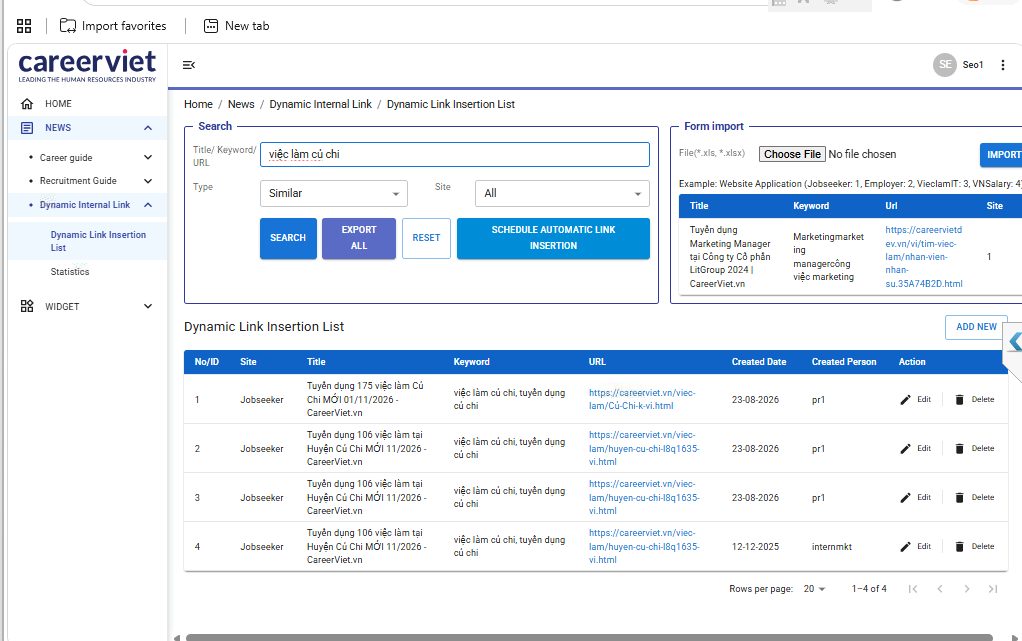 Import favorites
New tab
careerviet
LEADING THE HUMAN RESOURCES INDUSTRY
SE
Seo1
HOME
NEWS
Career guide
Recruitment Guide
Dynamic Internal Link
Dynamic Link Insertion
List
Statistics
WIDGET
Home / News / Dynamic Internal Link / Dynamic Link Insertion List
Search
Title/ Keyword/
URL
việc làm củ chi
Type
Similar
Site
All
SEARCH
EXPORT
ALL
RESET
SCHEDULE AUTOMATIC LINK
INSERTION
Form import
File(*.xls, *.xlsx)
Choose File No file chosen
IMPORT
Example: Website Application (Jobseeker: 1, Employer: 2, VieclamIT: 3, VNSalary: 4
Title Keyword Url Site
Tuyển dụng
Marketing Manager
tại Công ty Cổ phần
LitGroup 2024 |
CareerViet.vn
Marketingmarket
ing
managercông
việc marketing
https://careervietd
ev.vn/vi/tim-viec-
lam/nhan-vien-
nhan-
su.35A74B2D.html
1
Dynamic Link Insertion List
ADD NEW
No/ID Site Title Keyword URL Created Date Created Person Action
1
Jobseeker
Tuyển dụng 175 việc làm Củ
Chi MỚI 01/11/2026 -
CareerViet.vn
việc làm củ chi, tuyển dụng
củ chi
https://careerviet.vn/viec-
lam/Củ-Chi-k-vi.html
23-08-2026
pr1
Edit
Delete
2
Jobseeker
Tuyển dụng 106 việc làm tại
Huyện Củ Chi MỚI 11/2026 -
CareerViet.vn
việc làm củ chi, tuyển dụng
củ chi
https://careerviet.vn/viec-
lam/huyen-cu-chi-l8q1635-
vi.html
23-08-2026
pr1
Edit
Delete
3
Jobseeker
Tuyển dụng 106 việc làm tại
Huyện Củ Chi MỚI 11/2026 -
CareerViet.vn
việc làm củ chi, tuyển dụng
củ chi
https://careerviet.vn/viec-
lam/huyen-cu-chi-l8q1635-
vi.html
23-08-2026
pr1
Edit
Delete
4
Jobseeker
Tuyển dụng 106 việc làm tại
Huyện Củ Chi MỚI 11/2026 -
CareerViet.vn
việc làm củ chi, tuyển dụng
củ chi
https://careerviet.vn/viec-
lam/huyen-cu-chi-l8q1635-
vi.html
12-12-2025
internmkt
Edit
Delete
Rows per page: 20 1–4 of 4